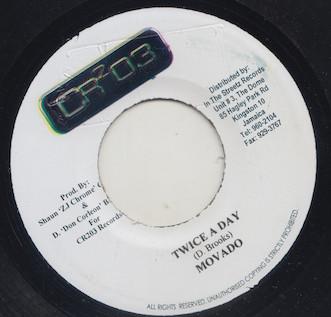 CR203
Distributed by:
In The Streetz Records
Unit # 3, The Dome
85 Hagley Park Rd
Kingston 10
Jamaica
Tel: 960-2104
Fax: 929-3767
Prod. By:
Shaun 'ZJ Chrome'
&
D. 'Don Corleon' B
For
CR203 Records
TWICE A DAY
(D. Brooks)
MOVADO
ALL RIGHTS RESERVED, UNAUTHORISED COPYING IS STRICTLY PROHIBITED.